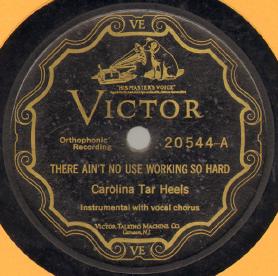 VE
"HIS MASTER'S VOICE"
VICTOR
Orthophonic
Recording
20544-A
THERE AIN'T NO USE WORKING SO HARD
Carolina Tar Heels
Instrumental with vocal chorus
VICTOR TALKING MACHINE CO.
Camden, N.J.
VE